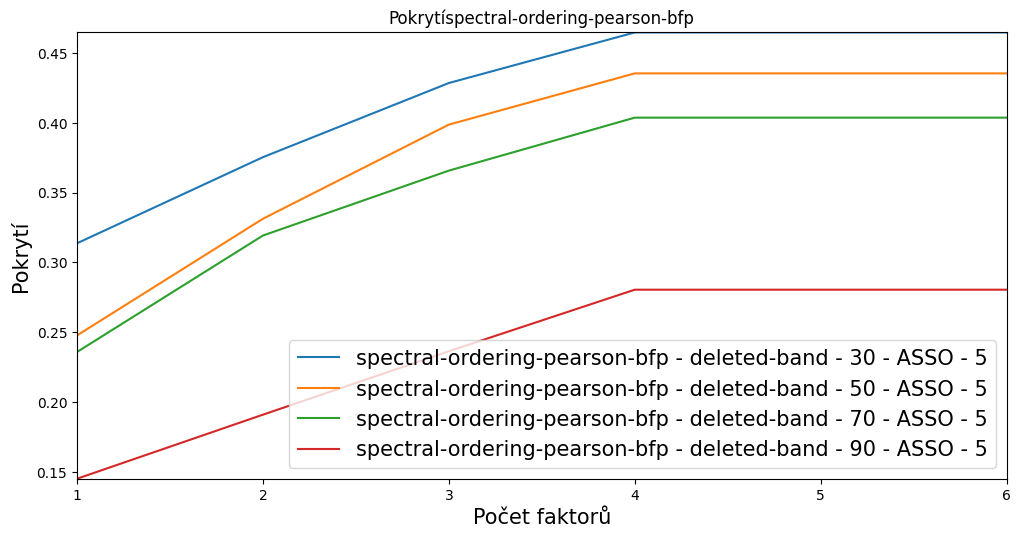 Pokrytíspectral-ordering-pearson-bfp
0.45
0.40
0.35
0.30
0.25
0.20
0.15
Pokrytí
spectral-ordering-pearson-bfp - deleted-band - 30 - ASSO - 5
spectral-ordering-pearson-bfp - deleted-band - 50 - ASSO - 5
spectral-ordering-pearson-bfp - deleted-band - 70 - ASSO - 5
spectral-ordering-pearson-bfp - deleted-band - 90 - ASSO - 5
1 2 3 4 5 6
Počet faktorů